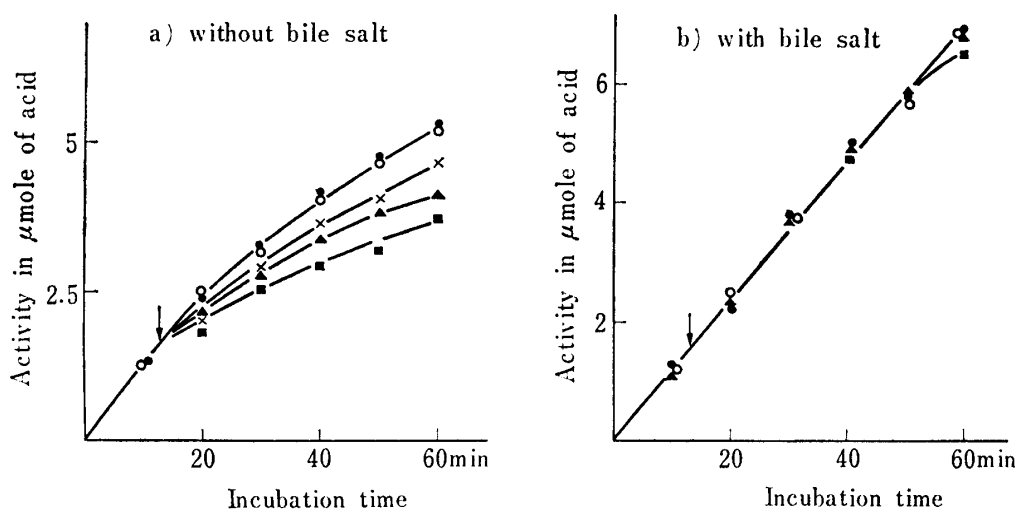 a) without bile salt
Activity in μmole of acid
5
2.5
20 40 60min
Incubation time
b) with bile salt
Activity in μmole of acid
6
4
2
20 40 60min
Incubation time